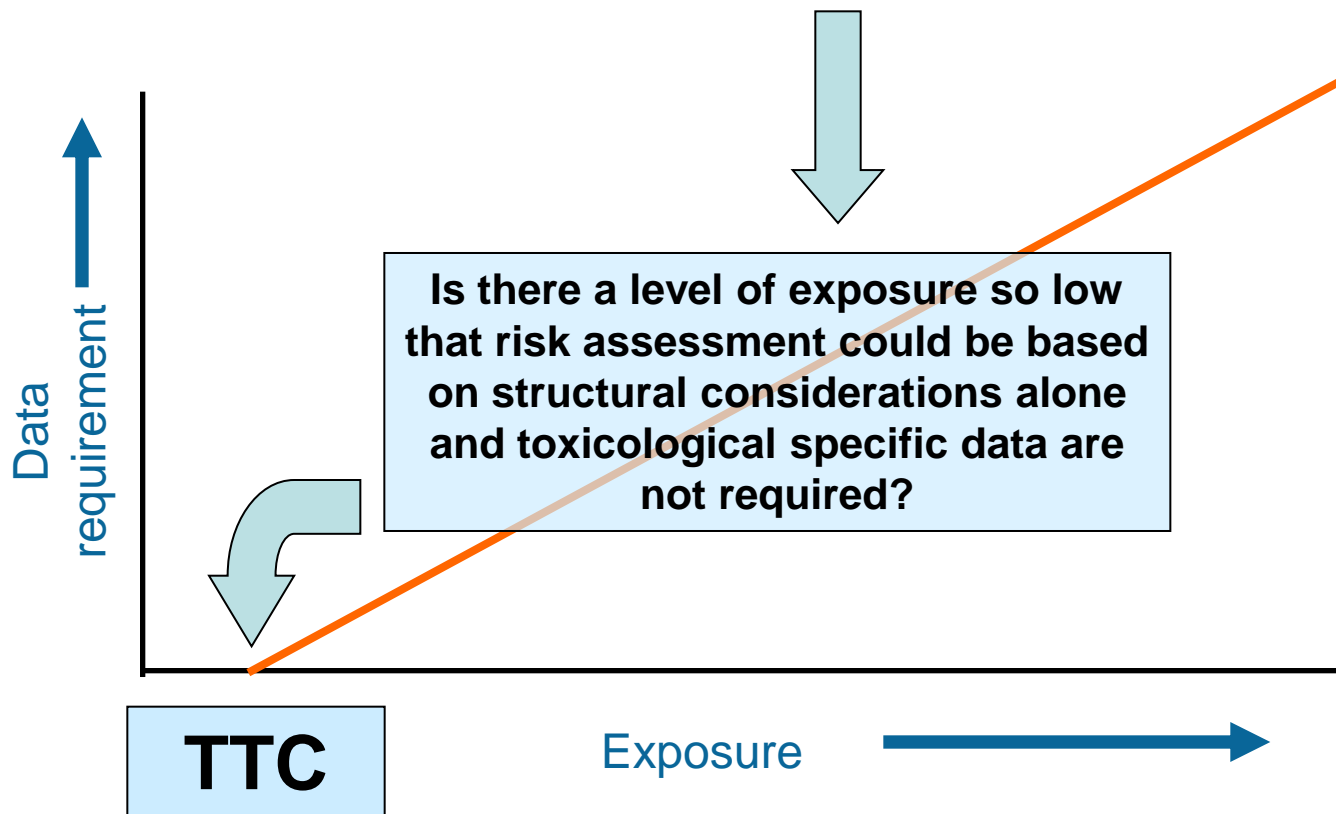 Data
requirement
Is there a level of exposure so low
that risk assessment could be based
on structural considerations alone
and toxicological specific data are
not required?
TTC
Exposure